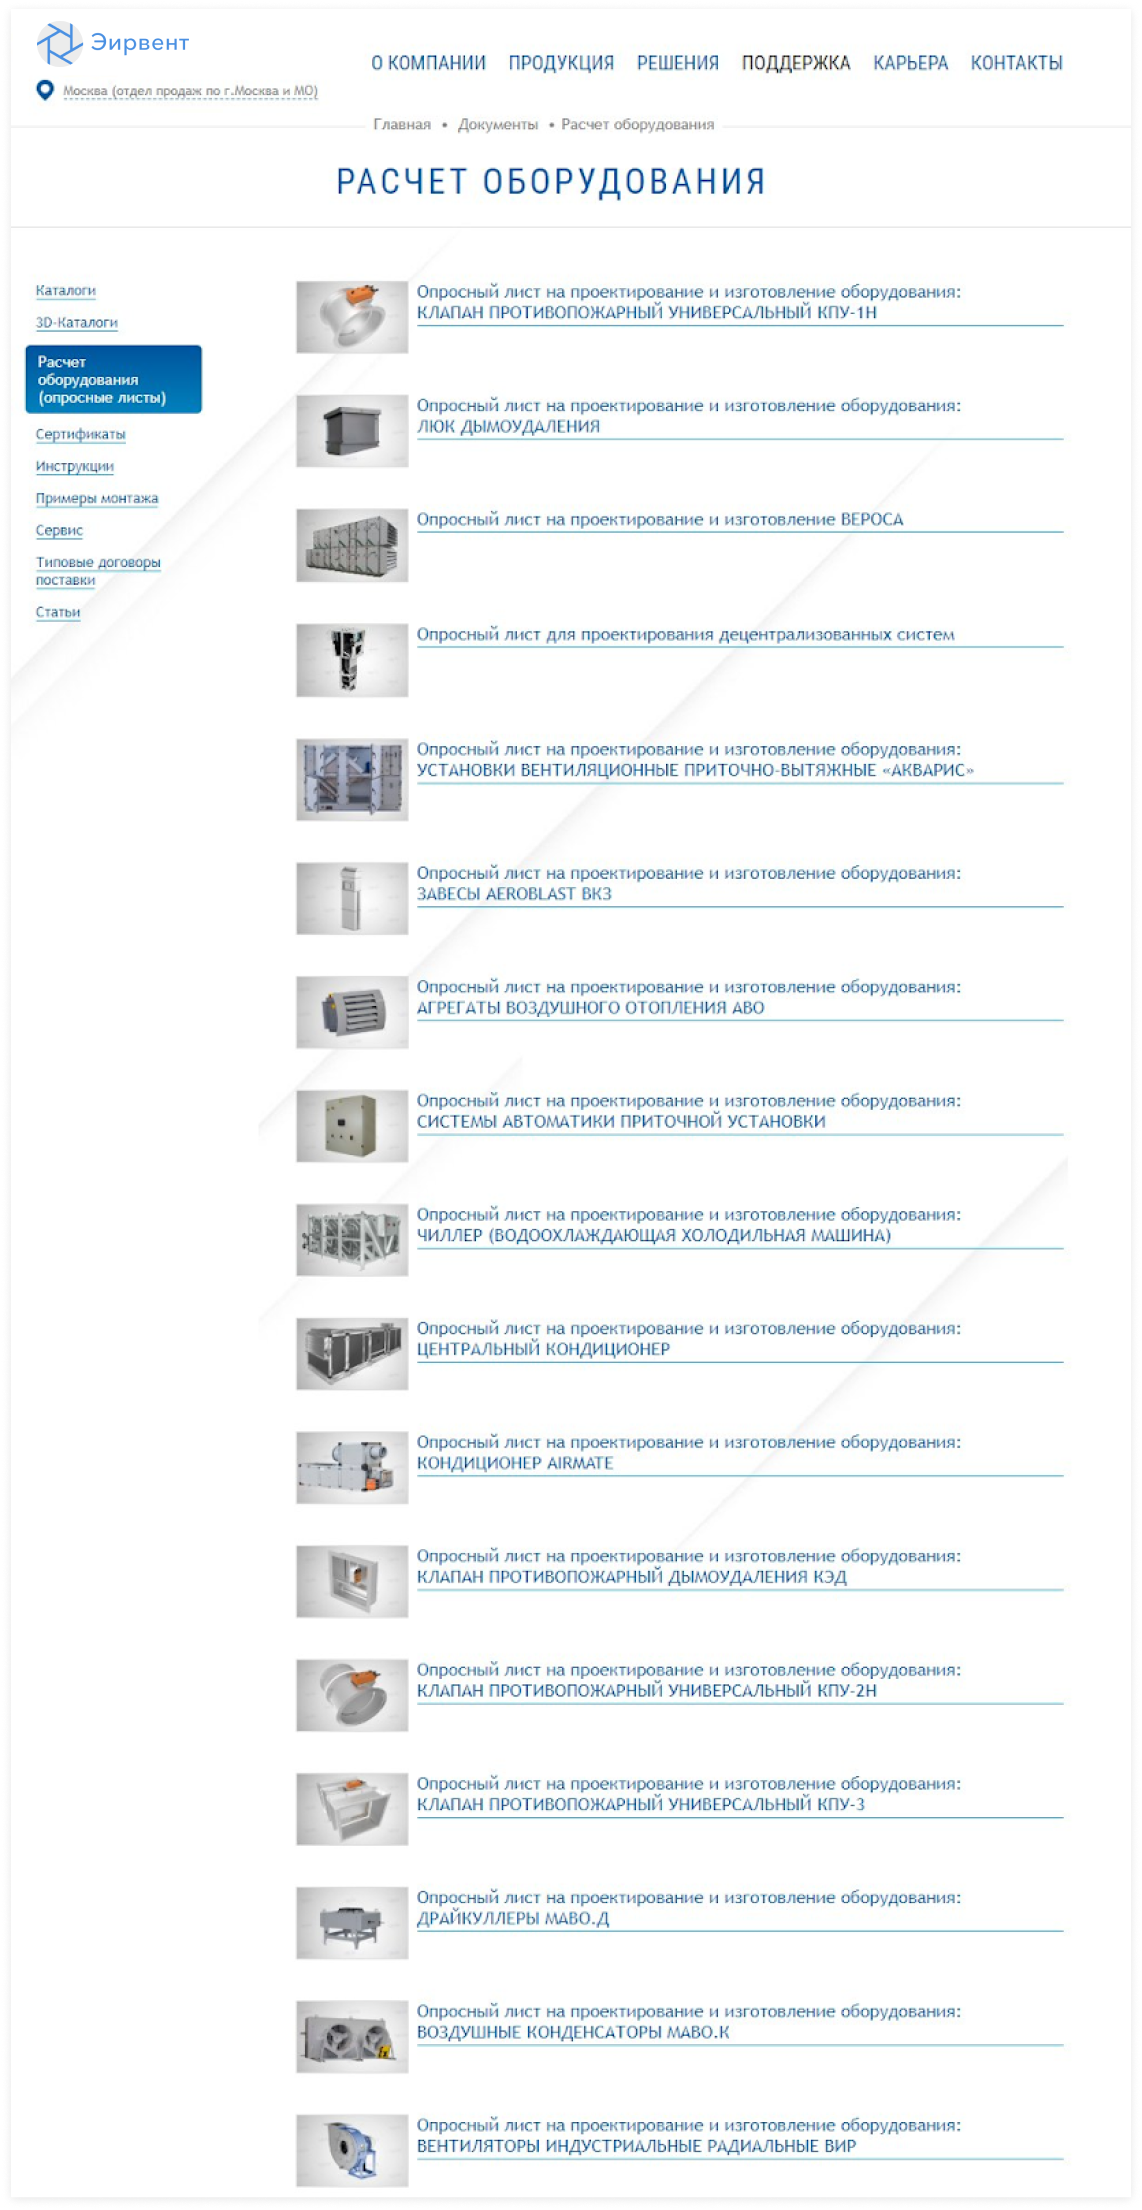 Эирвент
Москва (отдел продаж по г.Москва и МО)
О КОМПАНИИ ПРОДУКЦИЯ РЕШЕНИЯ ПОДДЕРЖКА КАРЬЕРА КОНТАКТЫ
Главная • Документы • Расчет оборудования
РАСЧЕТ ОБОРУДОВАНИЯ
Каталоги
3D-Каталоги
Расчет
оборудования
(опросные листы)
Сертификаты
Инструкции
Примеры монтажа
Сервис
Типовые договоры
поставки
Статьи
Опросный лист на проектирование и изготовление оборудования:
КЛАПАН ПРОТИВОПОЖАРНЫЙ УНИВЕРСАЛЬНЫЙ КПУ-1Н
Опросный лист на проектирование и изготовление оборудования:
ЛЮК ДЫМОУДАЛЕНИЯ
Опросный лист на проектирование и изготовление ВЕРОСА
Опросный лист для проектирования децентрализованных систем
Опросный лист на проектирование и изготовление оборудования:
УСТАНОВКИ ВЕНТИЛЯЦИОННЫЕ ПРИТОЧНО-ВЫТЯЖНЫЕ «АКВАРИС»
Опросный лист на проектирование и изготовление оборудования:
ЗАВЕСЫ AEROBLAST ВКЗ
Опросный лист на проектирование и изготовление оборудования:
АГРЕГАТЫ ВОЗДУШНОГО ОТОПЛЕНИЯ АВО
Опросный лист на проектирование и изготовление оборудования:
СИСТЕМЫ АВТОМАТИКИ ПРИТОЧНОЙ УСТАНОВКИ
Опросный лист на проектирование и изготовление оборудования:
ЧИЛЛЕР (ВОДООХЛАЖДАЮЩАЯ ХОЛОДИЛЬНАЯ МАШИНА)
Опросный лист на проектирование и изготовление оборудования:
ЦЕНТРАЛЬНЫЙ КОНДИЦИОНЕР
Опросный лист на проектирование и изготовление оборудования:
КОНДИЦИОНЕР AIRMATE
Опросный лист на проектирование и изготовление оборудования:
КЛАПАН ПРОТИВОПОЖАРНЫЙ ДЫМОУДАЛЕНИЯ КЭД
Опросный лист на проектирование и изготовление оборудования:
КЛАПАН ПРОТИВОПОЖАРНЫЙ УНИВЕРСАЛЬНЫЙ КПУ-2Н
Опросный лист на проектирование и изготовление оборудования:
КЛАПАН ПРОТИВОПОЖАРНЫЙ УНИВЕРСАЛЬНЫЙ КПУ-3
Опросный лист на проектирование и изготовление оборудования:
ДРАЙКУЛЛЕРЫ МАВО.Д
Опросный лист на проектирование и изготовление оборудования:
ВОЗДУШНЫЕ КОНДЕНСАТОРЫ МАВО.К
Опросный лист на проектирование и изготовление оборудования:
ВЕНТИЛЯТОРЫ ИНДУСТРИАЛЬНЫЕ РАДИАЛЬНЫЕ ВИР